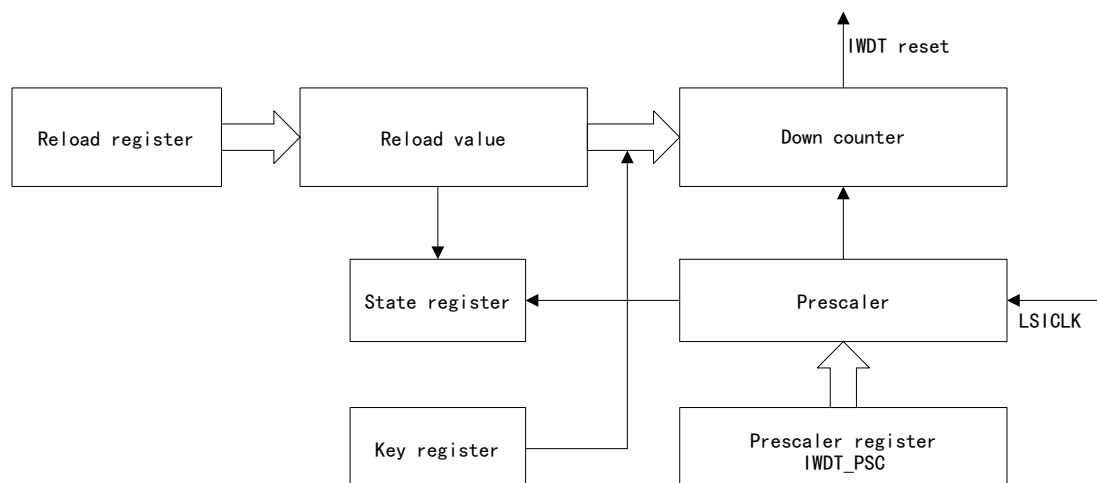 IWDT reset
Reload register
Reload value
Down counter
State register
Prescaler
LSICLK
Key register
Prescaler register
IWDT_PSC